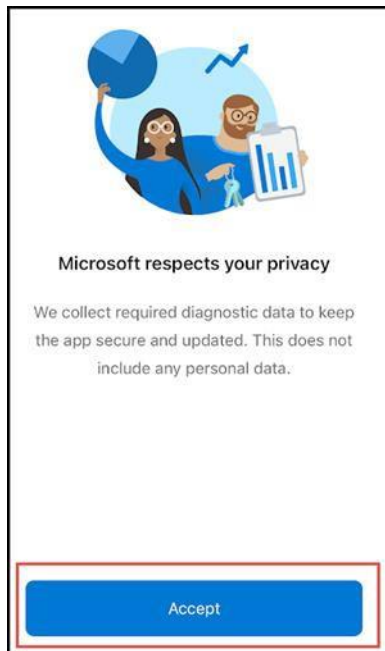 Microsoft respects your privacy
We collect required diagnostic data to keep
the app secure and updated. This does not
include any personal data.
Accept